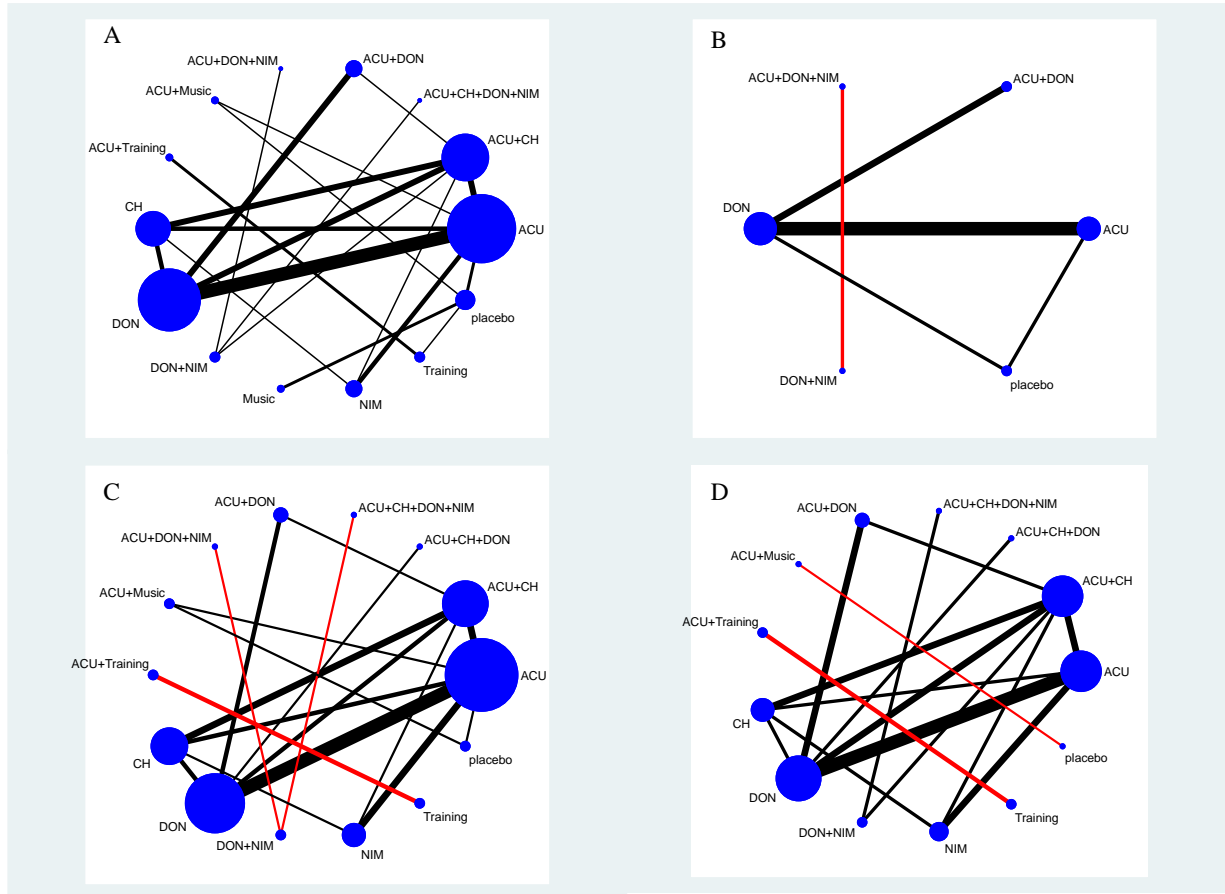 A
ACU+DON+NIM
ACU+DON
ACU+Music
ACU+CH+DON+NIM
ACU+Training
ACU+CH
CH
ACU
DON
placebo
DON+NIM
Training
Music
NIM
B
ACU+DON+NIM
ACU+DON
DON
ACU
DON+NIM
placebo
C
ACU+DON
ACU+CH+DON+NIM
ACU+DON+NIM
ACU+CH+DON
ACU+Music
ACU+CH
ACU+Training
ACU
CH
placebo
DON
Training
DON+NIM
NIM
D
ACU+DON
ACU+CH+DON+NIM
ACU+CH+DON
ACU+Music
ACU+CH
ACU+Training
ACU
CH
placebo
DON
Training
DON+NIM
NIM